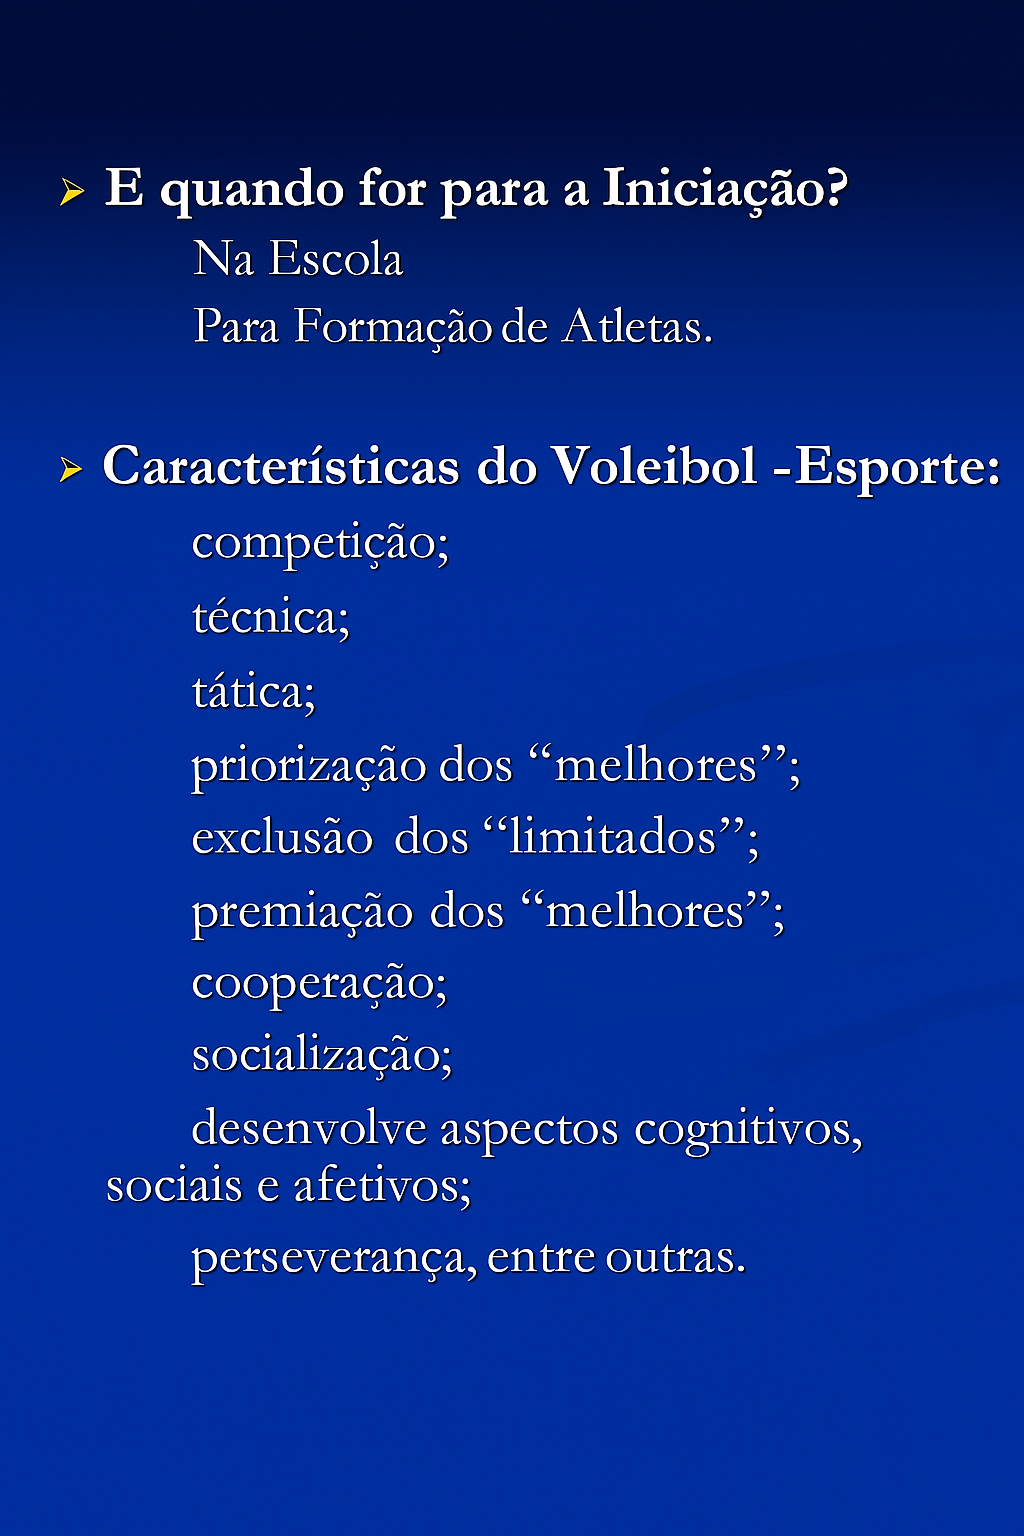 E quando for para a Iniciação?
Na Escola
Para Formação de Atletas.
Características do Voleibol -Esporte:
competição;
técnica;
tática;
priorização dos “melhores”;
exclusão dos “limitados”;
premiação dos “melhores”;
cooperação;
socialização;
desenvolve aspectos cognitivos,
sociais e afetivos;
perseverança, entre outras.